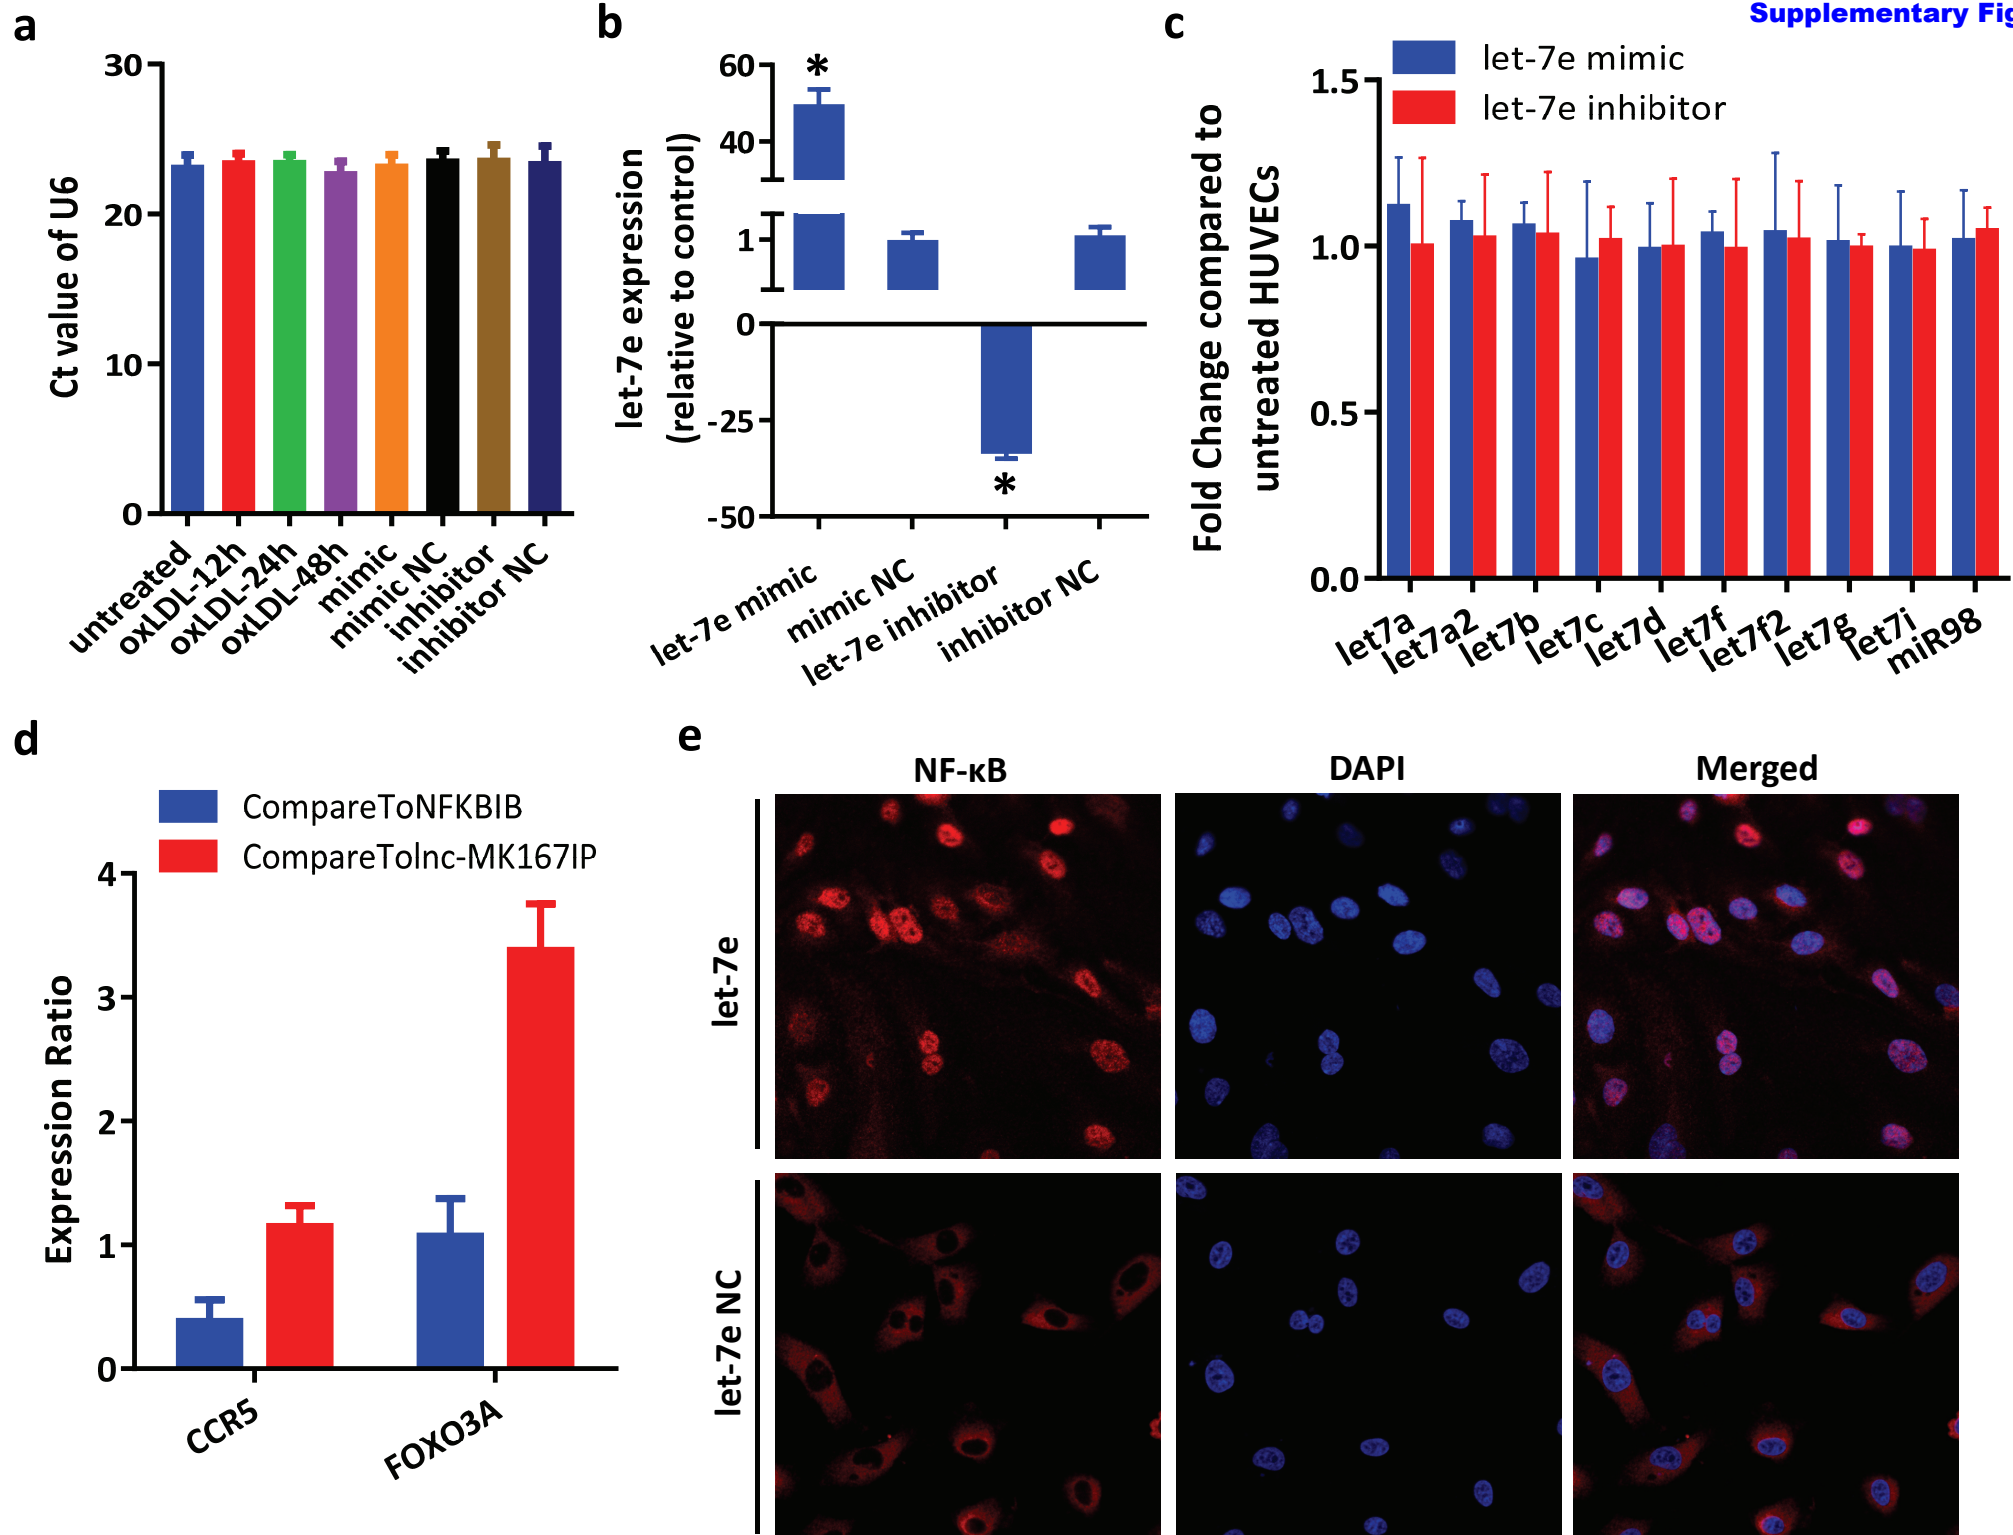 Supplementary Fig
a
30
20
10
0
Ct value of U6
untreated
oxLDL-12h
oxLDL-24h
oxLDL-48h
mimic
mimic NC
inhibitor
inhibitor NC
b
60
40
1
0
-25
-50
let-7e expression
(relative to control)
*
*
let-7e mimic
mimic NC
let-7e inhibitor
inhibitor NC
c
let-7e mimic
let-7e inhibitor
1.5
1.0
0.5
0.0
Fold Change compared to
untreated HUVECs
let7a
let7a2
let7b
let7c
let7d
let7f
let7f2
let7g
let7i
miR98
d
CompareToNFKBIB
CompareTolnc-MK167IP
4
3
2
1
0
Expression Ratio
CCR5
FOXO3A
e
NF-κB
DAPI
Merged
let-7e
let-7e NC